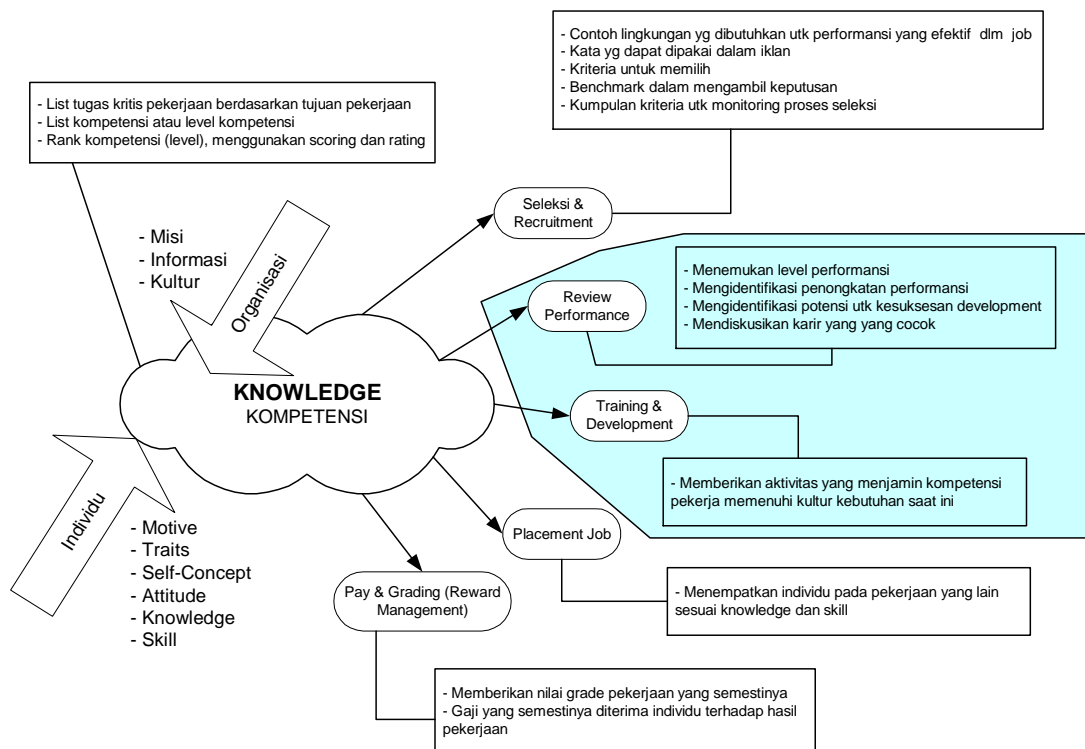 - Contoh lingkungan yg dibutuhkan utk performansi yang efektif dlm job
- Kata yg dapat dipakai dalam iklan
- Kriteria untuk memilih
- Benchmark dalam mengambil keputusan
- Kumpulan kriteria utk monitoring proses seleksi
- List tugas kritis pekerjaan berdasarkan tujuan pekerjaan
- List kompetensi atau level kompetensi
- Rank kompetensi (level), menggunakan scoring dan rating
Seleksi &
Recruitment
- Misi
- Informasi
- Kultur
Organisasi
Review
Performance
- Menemukan level performansi
- Mengidentifikasi penongkatan performansi
- Mengidentifikasi potensi utk kesuksesan development
- Mendiskusikan karir yang yang cocok
KNOWLEDGE
KOMPETENSI
Training &
Development
- Memberikan aktivitas yang menjamin kompetensi
pekerja memenuhi kultur kebutuhan saat ini
Individu
- Motive
- Traits
- Self-Concept
- Attitude
- Knowledge
- Skill
Placement Job
- Menempatkan individu pada pekerjaan yang lain
sesuai knowledge dan skill
Pay & Grading (Reward
Management)
- Memberikan nilai grade pekerjaan yang semestinya
- Gaji yang semestinya diterima individu terhadap hasil
pekerjaan